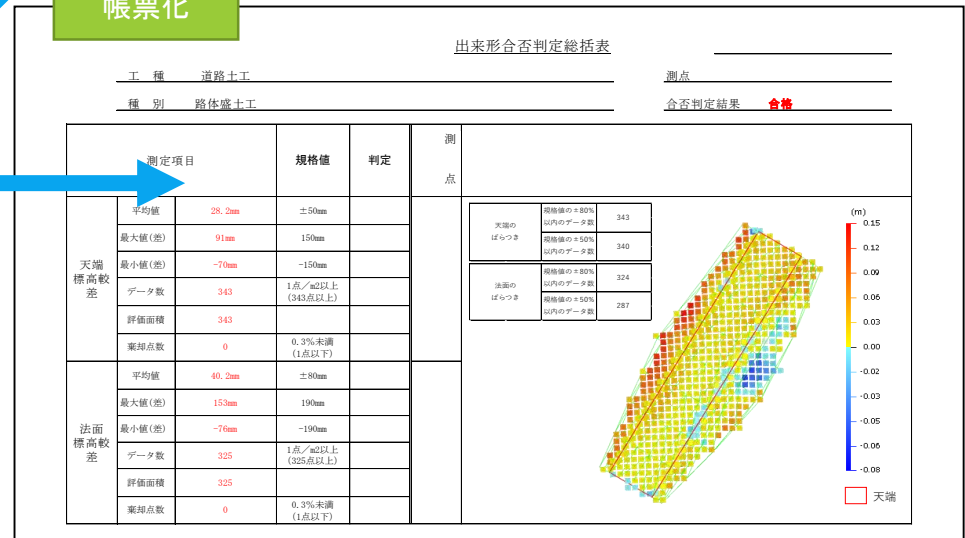 帳票化
出来形合否判定総括表
工 種 道路土工 測点
種 別 路体盛土工 合否判定結果 合格
測定項目 規格値 判定 測点
天端標高較差
平均値 28.2mm ±50mm
最大値(差) 91mm 150mm
最小値(差) -70mm -150mm
データ数 343 1点/m2以上
(343点以上)
評価面積 343
棄却点数 0 0.3%未満
(1点以下)
法面標高較差
平均値 40.2mm ±80mm
最大値(差) 153mm 190mm
最小値(差) -76mm -190mm
データ数 325 1点/m2以上
(325点以上)
評価面積 325
棄却点数 0 0.3%未満
(1点以下)
天端の
ばらつき
規格値の±80%
以内のデータ数 343
規格値の±50%
以内のデータ数 340
法面の
ばらつき
規格値の±80%
以内のデータ数 324
規格値の±50%
以内のデータ数 287
(m)
0.15
0.12
0.09
0.06
0.03
0.00
-0.02
-0.03
-0.05
-0.06
-0.08
天端